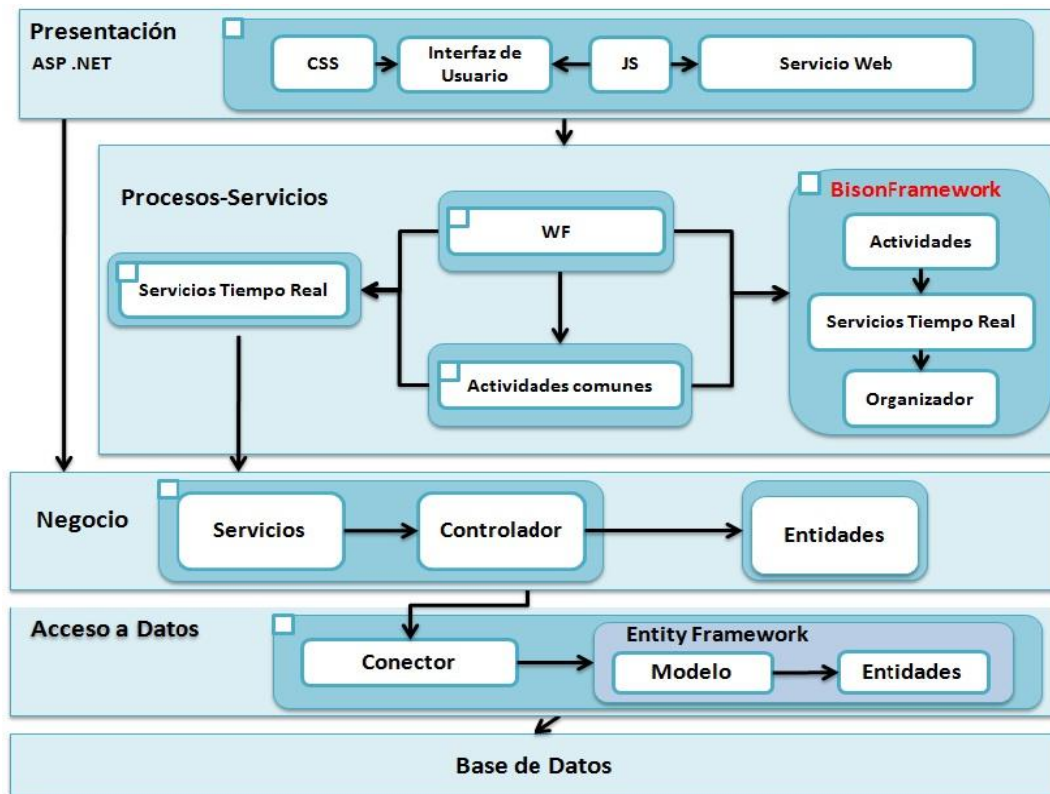 Presentación
ASP .NET
CSS
Interfaz de
Usuario
JS
Servicio Web
Procesos-Servicios
WF
Servicios Tiempo Real
Actividades comunes
BisonFramework
Actividades
Servicios Tiempo Real
Organizador
Negocio
Servicios
Controlador
Entidades
Acceso a Datos
Conector
Entity Framework
Modelo
Entidades
Base de Datos